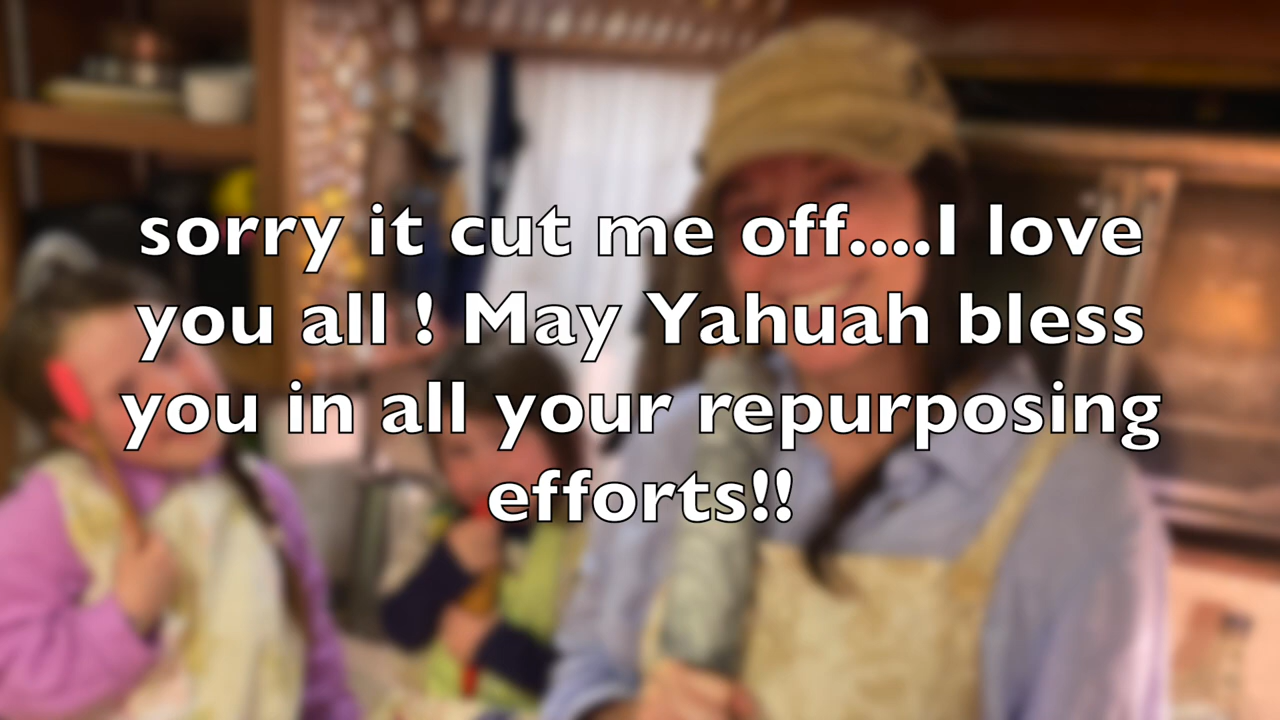 sorry it cut me off....I love
you all ! May Yahuah bless
you in all your repurposing
efforts!!